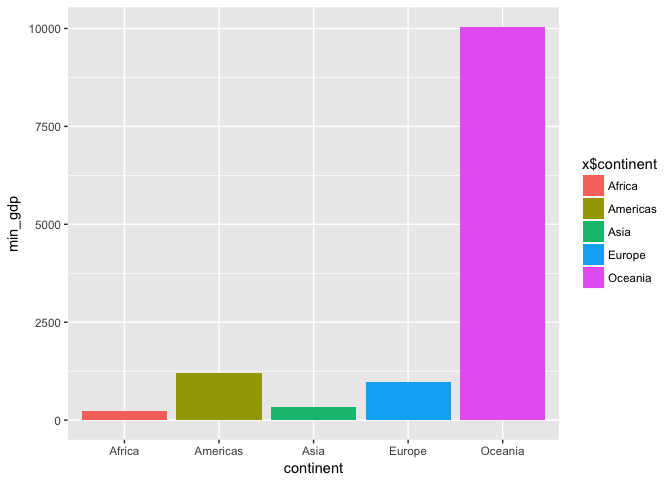 min_gdp
10000
7500
5000
2500
0
Africa
Americas
Asia
Europe
Oceania
continent
x$continent
Africa
Americas
Asia
Europe
Oceania